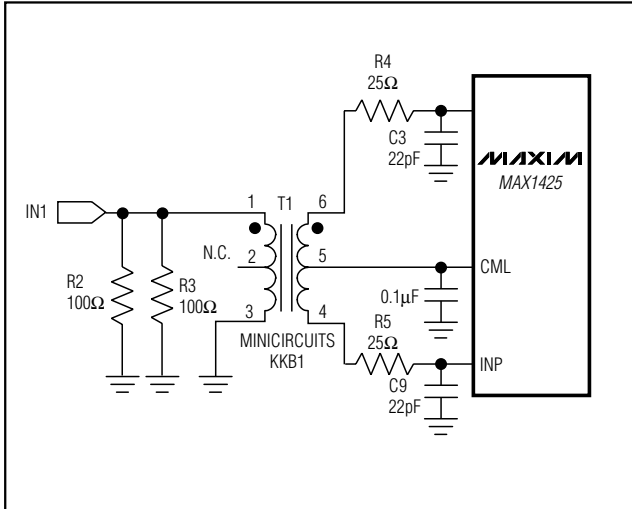 R4
25Ω
C3
22pF
MAXIM
MAX1425
IN1
1
T1
6
N.C.
2
5
CML
R2
100Ω
R3
100Ω
0.1μF
3
4
MINICIRCUITS
KKB1
R5
25Ω
INP
C9
22pF